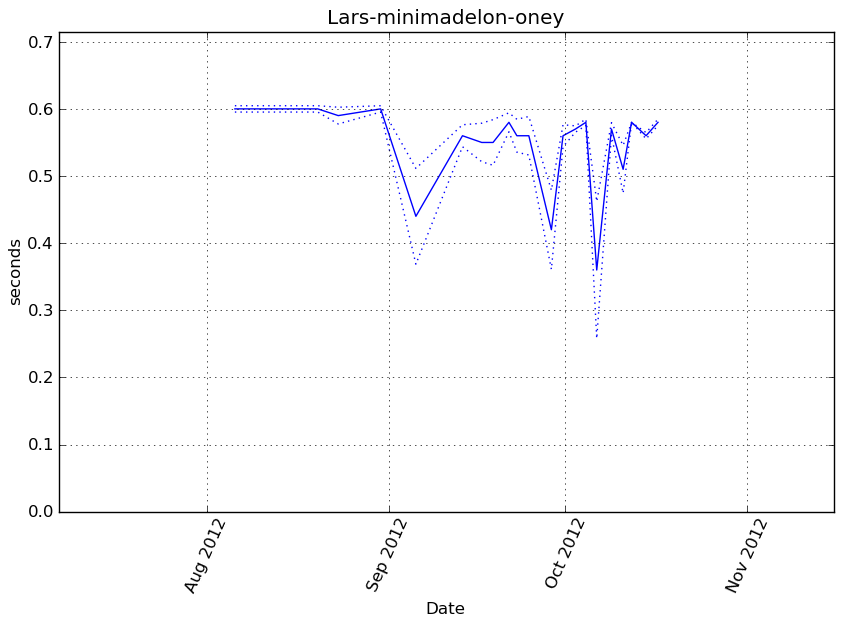 Lars-minimadelon-oney
0.7
0.6
0.5
0.4
0.3
0.2
0.1
0.0
seconds
Aug 2012
Sep 2012
Oct 2012
Nov 2012
Date